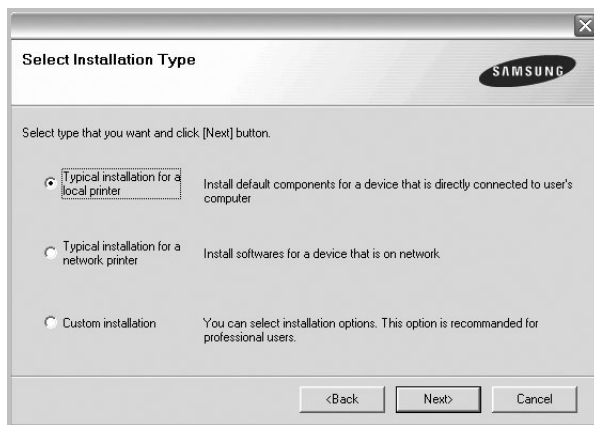 Select Installation Type
SAMSUNG
Select type that you want and click [Next] button.
Typical installation for a
local printer
Install default components for a device that is directly connected to user's
computer
Typical installation for a
network printer
Install softwares for a device that is on network
Custom installation
You can select installation options. This option is recommanded for
professional users.
<Back
Next>
Cancel